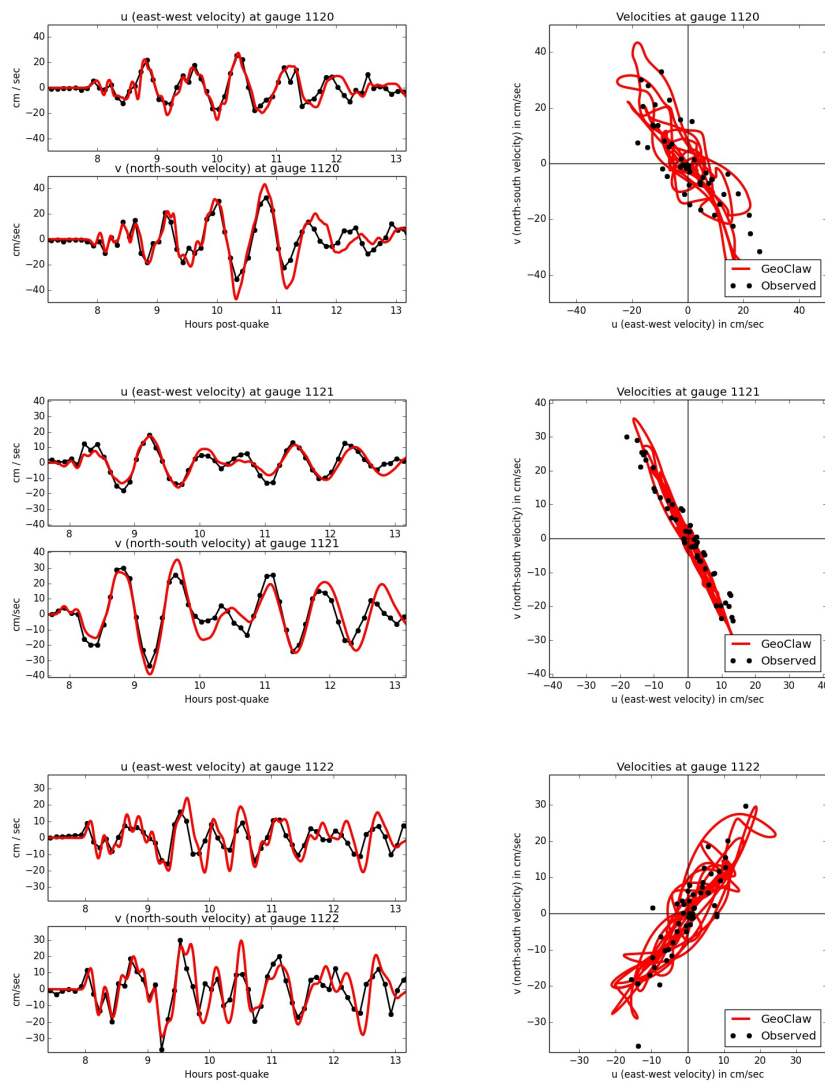 u (east-west velocity) at gauge 1120
40
20
0
−20
−40
cm / sec
8 9 10 11 12 13
v (north-south velocity) at gauge 1120
40
20
0
−20
−40
cm/sec
8 9 10 11 12 13
Hours post-quake
Velocities at gauge 1120
40
20
0
−20
−40
v (north-south velocity) in cm/sec
GeoClaw
Observed
−40 −20 0 20 40
u (east-west velocity) in cm/sec
u (east-west velocity) at gauge 1121
40
30
20
10
0
−10
−20
−30
−40
cm / sec
8 9 10 11 12 13
v (north-south velocity) at gauge 1121
40
30
20
10
0
−10
−20
−30
−40
cm/sec
8 9 10 11 12 13
Hours post-quake
Velocities at gauge 1121
40
30
20
10
0
−10
−20
−30
−40
v (north-south velocity) in cm/sec
GeoClaw
Observed
−40 −30 −20 −10 0 10 20 30 40
u (east-west velocity) in cm/sec
u (east-west velocity) at gauge 1122
30
20
10
0
−10
−20
−30
cm / sec
8 9 10 11 12 13
v (north-south velocity) at gauge 1122
30
20
10
0
−10
−20
−30
cm/sec
8 9 10 11 12 13
Hours post-quake
Velocities at gauge 1122
30
20
10
0
−10
−20
−30
v (north-south velocity) in cm/sec
GeoClaw
Observed
−30 −20 −10 0 10 20 30
u (east-west velocity) in cm/sec